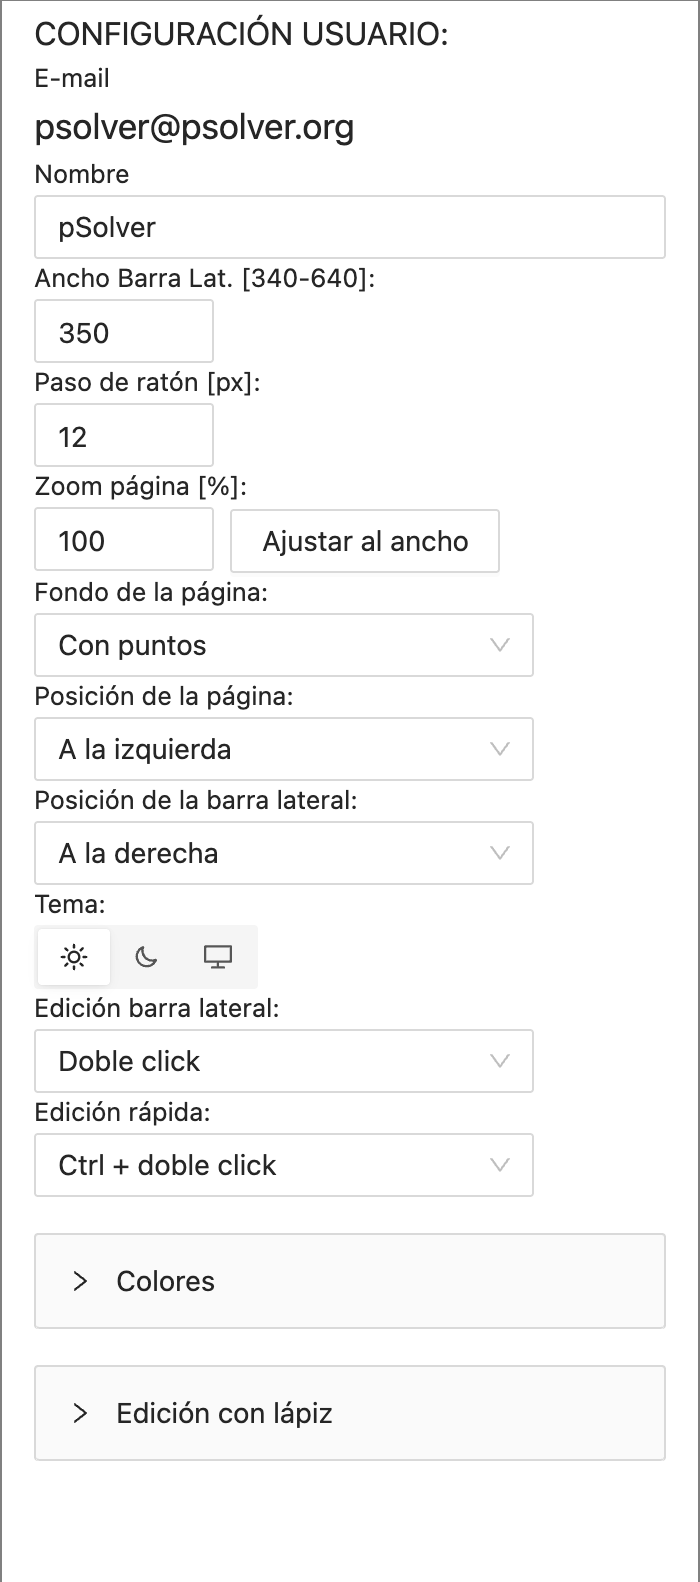 CONFIGURACIÓN USUARIO:
E-mail
psolver@psolver.org
Nombre
pSolver
Ancho Barra Lat. [340-640]:
350
Paso de ratón [px]:
12
Zoom página [%]:
100 Ajustar al ancho
Fondo de la página:
Con puntos
Posición de la página:
A la izquierda
Posición de la barra lateral:
A la derecha
Tema:
Edición barra lateral:
Doble click
Edición rápida:
Ctrl + doble click
Colores
Edición con lápiz